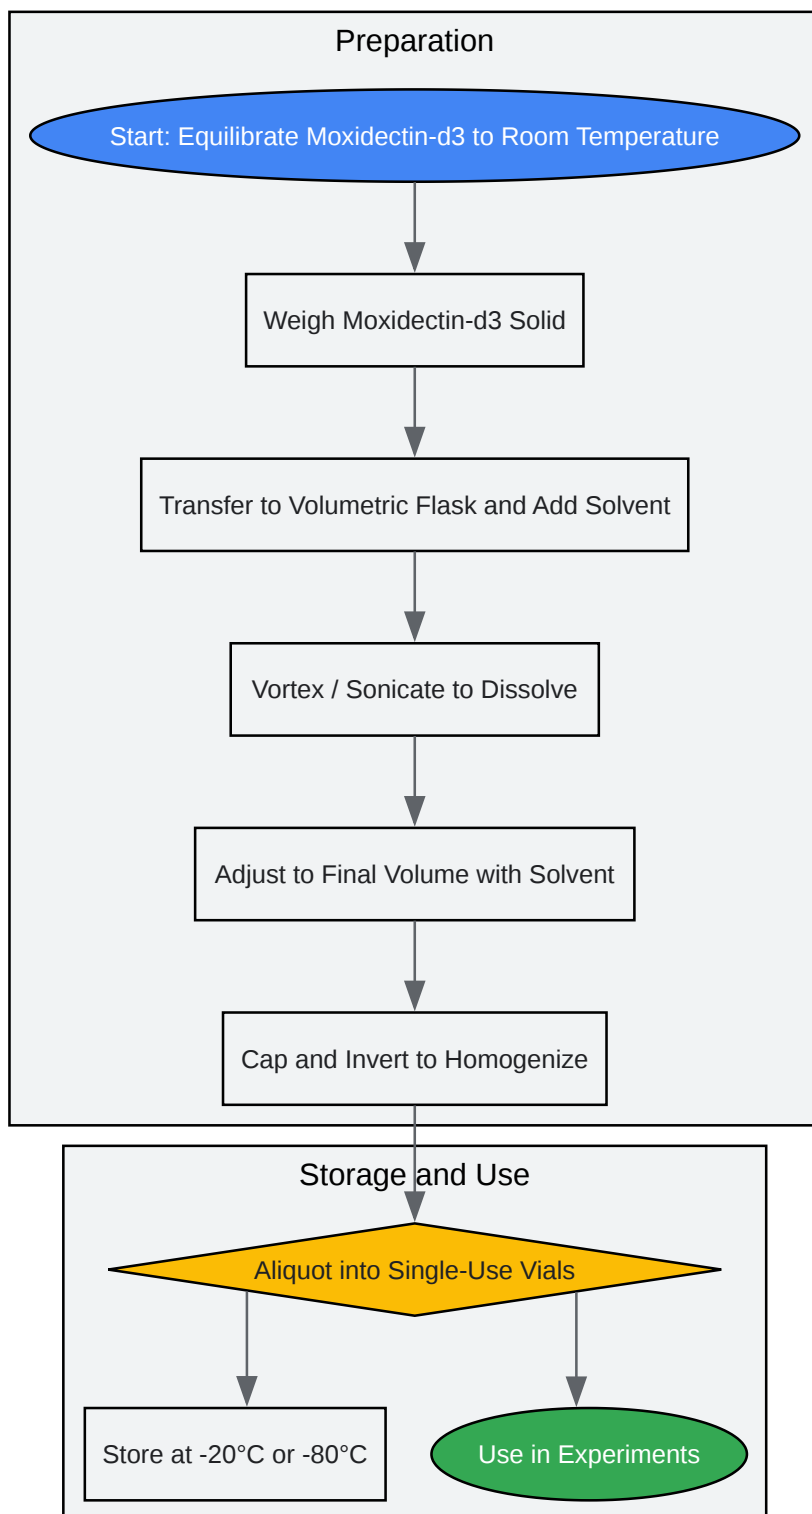 Preparation
Start: Equilibrate Moxidectin-d3 to Room Temperature
Weigh Moxidectin-d3 Solid
Transfer to Volumetric Flask and Add Solvent
Vortex / Sonicate to Dissolve
Adjust to Final Volume with Solvent
Cap and Invert to Homogenize
Storage and Use
Aliquot into Single-Use Vials
Store at -20°C or -80°C
Use in Experiments